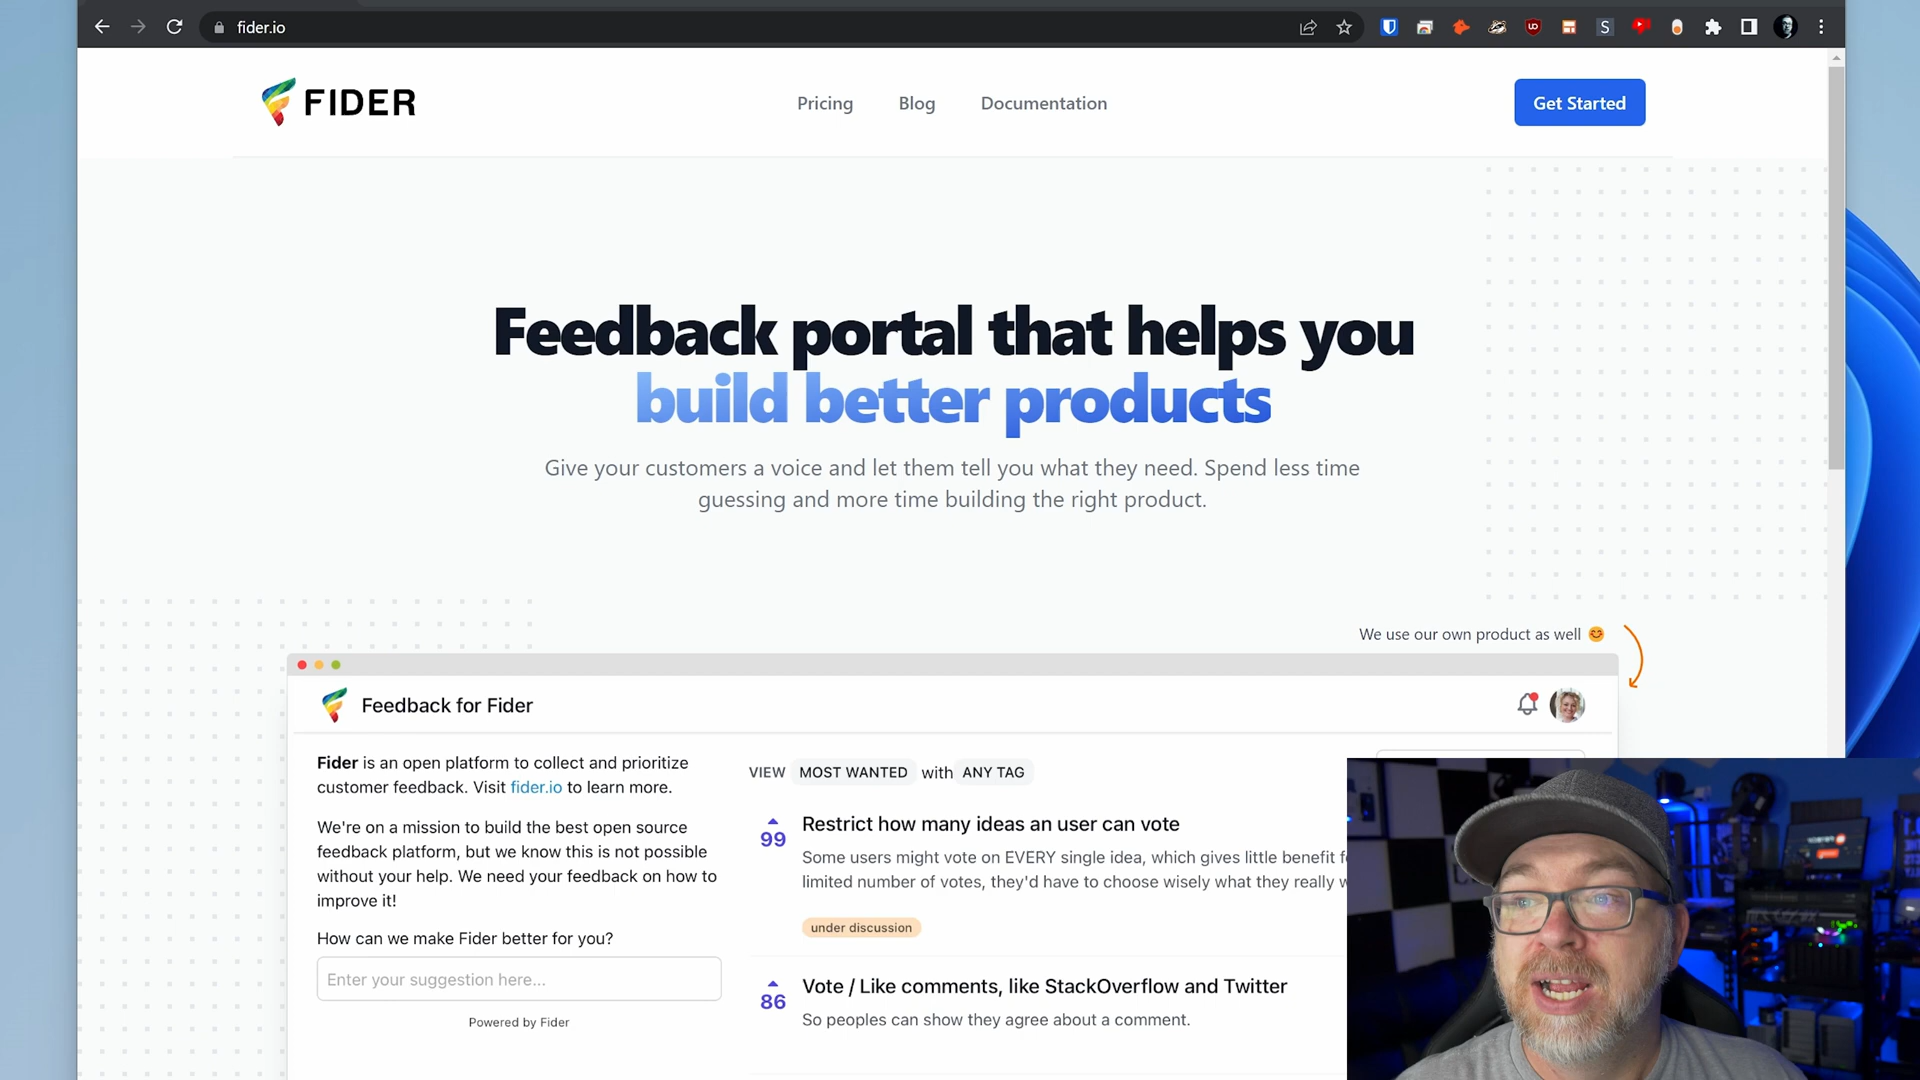 fider.io
FIDER
Pricing
Blog
Documentation
Get Started
Feedback portal that helps you
build better products
Give your customers a voice and let them tell you what they need. Spend less time
guessing and more time building the right product.
We use our own product as well 😊
Feedback for Fider
Fider is an open platform to collect and prioritize
customer feedback. Visit fider.io to learn more.
We're on a mission to build the best open source
feedback platform, but we know this is not possible
without your help. We need your feedback on how to
improve it!
How can we make Fider better for you?
Enter your suggestion here...
Powered by Fider
VIEW MOST WANTED with ANY TAG
99
Restrict how many ideas an user can vote
Some users might vote on EVERY single idea, which gives little benefit
limited number of votes, they'd have to choose wisely what they really
under discussion
86
Vote / Like comments, like StackOverflow and Twitter
So peoples can show they agree about a comment.